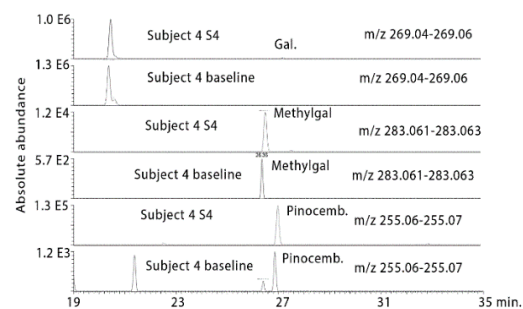 1.0 E6
Subject 4 S4
Gal.
m/z 269.04-269.06
1.3 E6
Subject 4 baseline
m/z 269.04-269.06
1.2 E4
Subject 4 S4
Methylgal
m/z 283.061-283.063
5.7 E2
Subject 4 baseline
26.36
Methylgal
m/z 283.061-283.063
1.3 E5
Subject 4 S4
Pinocemb.
m/z 255.06-255.07
1.2 E3
Subject 4 baseline
Pinocemb.
m/z 255.06-255.07
Absolute abundance
19 23 27 31 35 min.